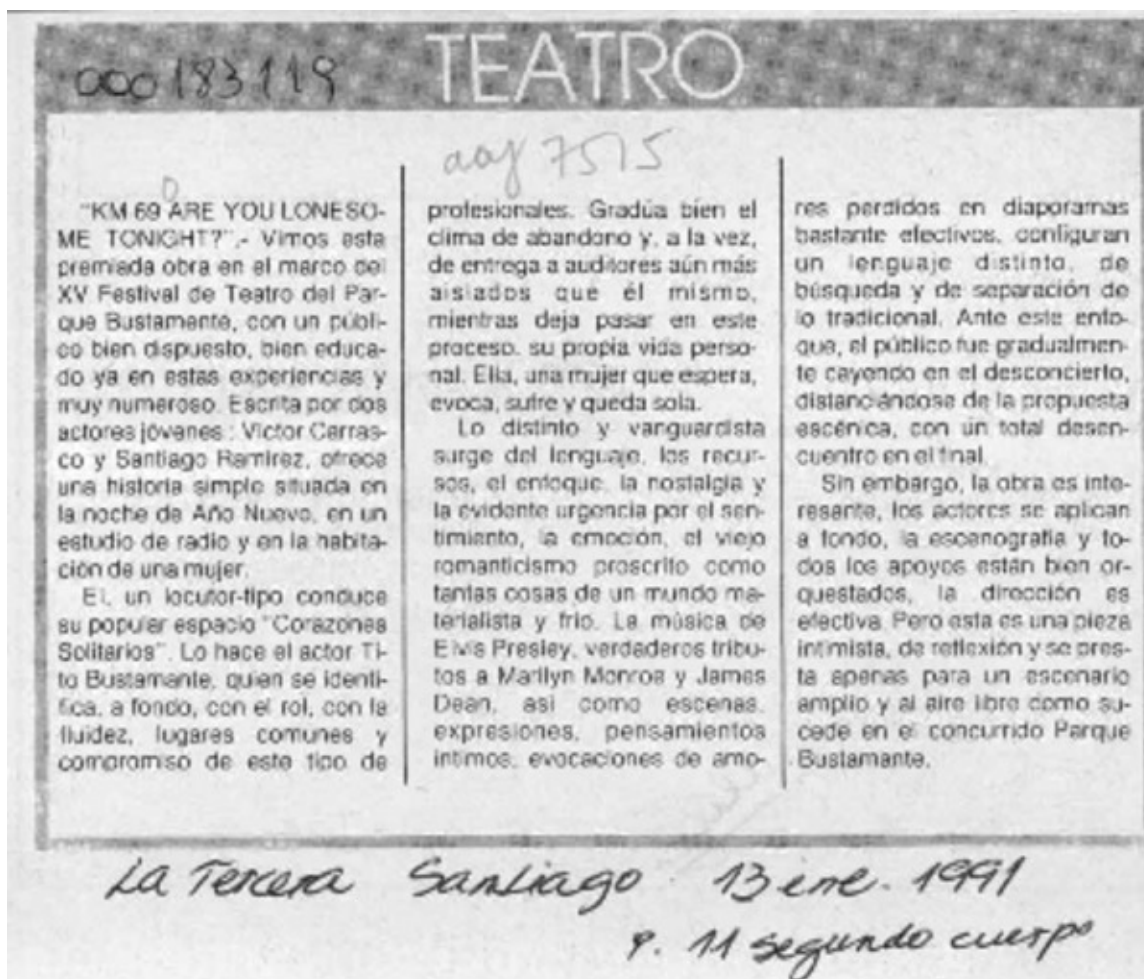 000183119
TEATRO
aaf 7515
"KM 69 ARE YOU LONESO-
ME TONIGHT?".- Vimos esta
premiada obra en el marco del
XV Festival de Teatro del Par-
que Bustamente, con un públi-
co bien dispuesto, bien educa-
do ya en estas experiencias y
muy numeroso. Escrita por dos
actores jóvenes : Victor Carras-
co y Santiago Ramirez, ofrece
una historia simple situada en
la noche de Año Nuevo, en un
estudio de radio y en la habita-
ción de una mujer.
El, un locutor-tipo conduce
su popular espacio "Corazones
Solitarios". Lo hace el actor Ti-
to Bustamante, quien se identi-
fica, a fondo, con el rol, con la
fluidez, lugares comunes y
compromiso de este tipo de
profesionales. Gradúa bien el
clima de abandono y, a la vez,
de entrega a auditores aún más
aislados que él mismo,
mientras deja pasar en este
proceso, su propia vida perso-
nal. Ella, una mujer que espera,
evoca, sufre y queda sola.
Lo distinto y vanguardista
surge del lenguaje, los recur-
sos, el enfoque, la nostalgia y
la evidente urgencia por el sen-
timiento, la emoción, el viejo
romanticismo proscrito como
tantas cosas de un mundo ma-
terialista y frio. La música de
Elvis Presley, verdaderos tribu-
tos a Marilyn Monroe y James
Dean, asi como escenas,
expresiones, pensamientos
intimos, evocaciones de amo-
res perdidos en diaporamas
bastante efectivos, configuran
un lenguaje distinto, de
búsqueda y de separación de
lo tradicional. Ante este enfo-
que, el público fue gradualmen-
te cayendo en el desconcierto,
distanciándose de la propuesta
escénica, con un total desen-
cuentro en el final.
Sin embargo, la obra es inte-
resante, los actores se aplican
a fondo, la escenografia y to-
dos los apoyos están bien or-
questados, la dirección es
efectiva. Pero esta es una pieza
intimista, de reflexión y se pres-
ta apenas para un escenario
amplio y al aire libre como su-
cede en el concurrido Parque
Bustamante.
La Tercera Santiago 13 ene. 1991
P. 11 segundo cuerpo